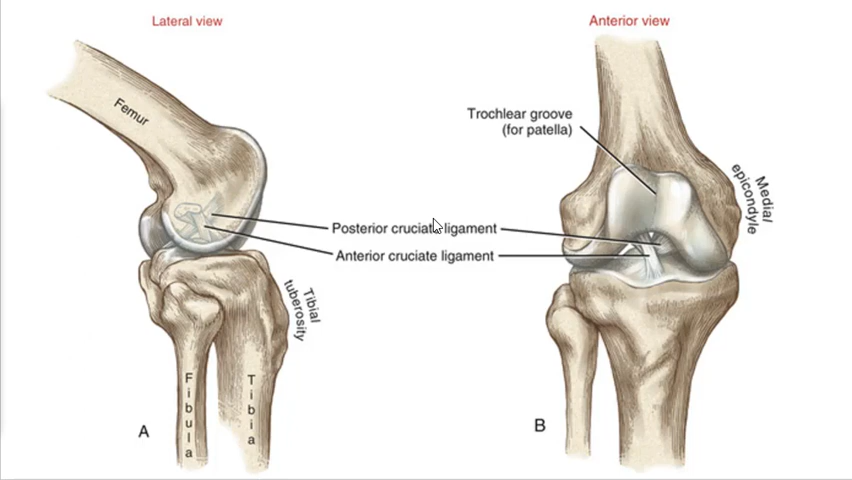 Lateral view
Anterior view
Femur
Trochlear groove
(for patella)
Medial
epicondyle
Posterior cruciate ligament
Anterior cruciate ligament
Tibial
tuberosity
Fibula
Tibia
A
B